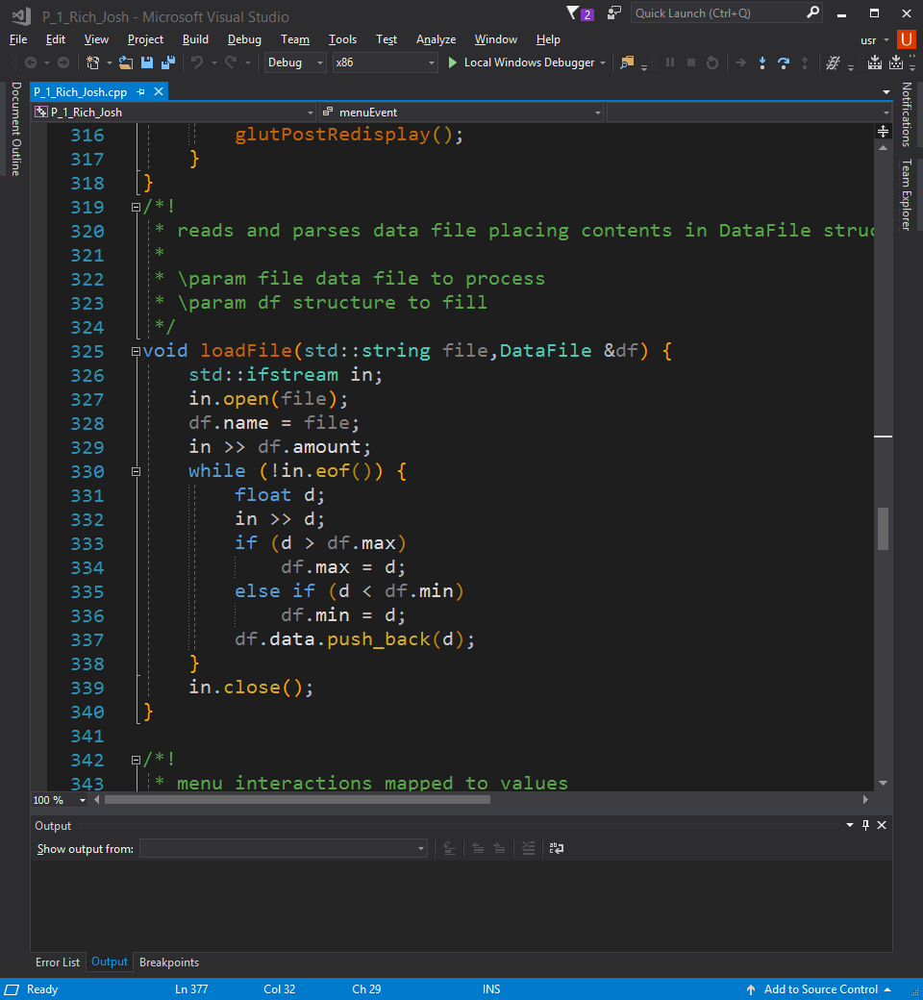 P_1_Rich_Josh - Microsoft Visual Studio
2
Quick Launch (Ctrl+Q)
File Edit View Project Build Debug Team Tools Test Analyze Window Help
usr U
Debug x86 Local Windows Debugger
Document Outline
P_1_Rich_Josh.cpp
Notifications
Team Explorer
P_1_Rich_Josh menuEvent
316 glutPostRedisplay();
317 }
318 }
319 /*!
320 * reads and parses data file placing contents in DataFile struc
321 *
322 * \param file data file to process
323 * \param df structure to fill
324 */
325 void loadFile(std::string file,DataFile &df) {
326 std::ifstream in;
327 in.open(file);
328 df.name = file;
329 in >> df.amount;
330 while (!in.eof()) {
331 float d;
332 in >> d;
333 if (d > df.max)
334 df.max = d;
335 else if (d < df.min)
336 df.min = d;
337 df.data.push_back(d);
338 }
339 in.close();
340 }
341
342 /*!
343 * menu interactions mapped to values
100 %
Output
Show output from:
Error List Output Breakpoints
Ready Ln 377 Col 32 Ch 29 INS Add to Source Control